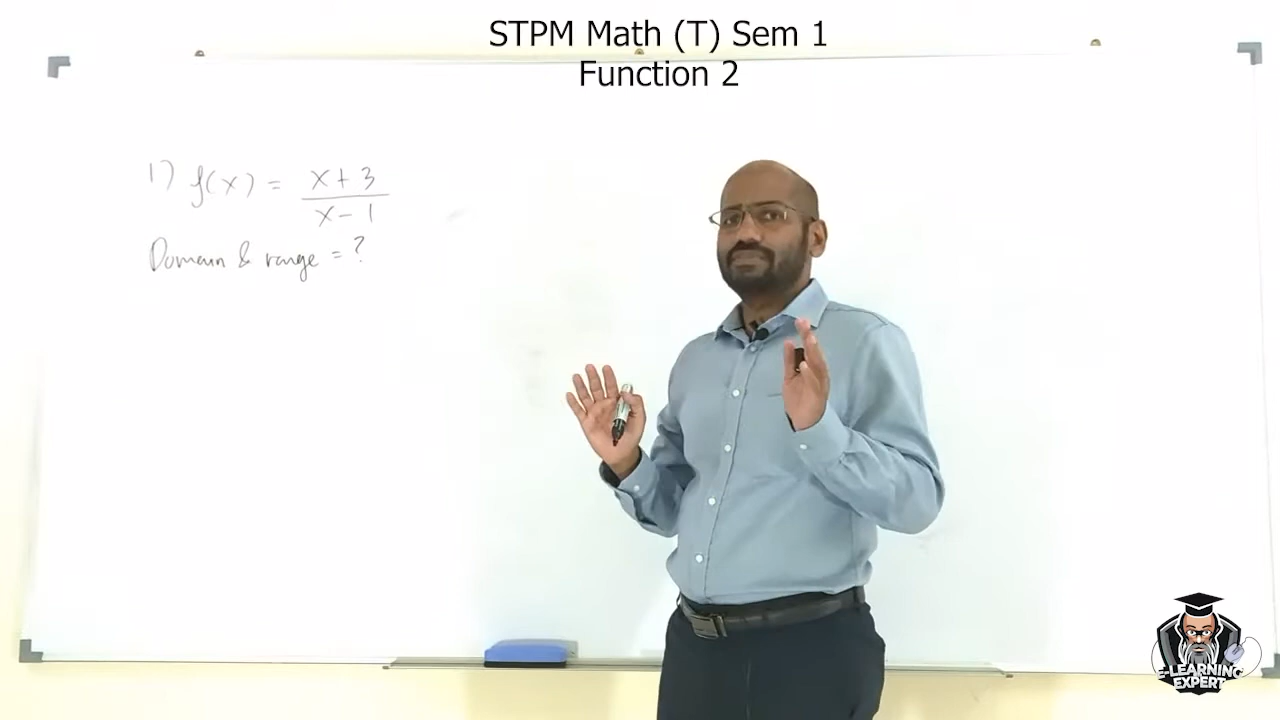 STPM Math (T) Sem 1
Function 2
1) f(x) = x + 3
x - 1
Domain & range = ?
E-LEARNING
EXPERT